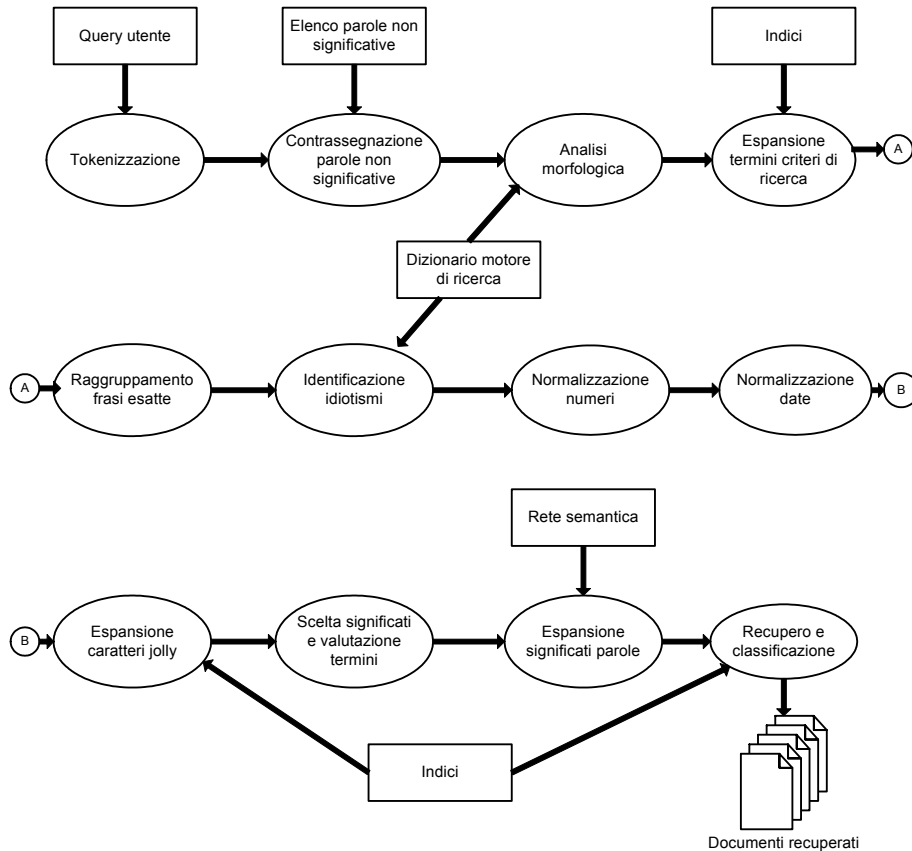 Query utente
Elenco parole non
significative
Indici
Tokenizzazione
Contrassegnazione
parole non
significative
Analisi
morfologica
Espansione
termini criteri di
ricerca
A
Dizionario motore
di ricerca
A
Raggruppamento
frasi esatte
Identificazione
idiotismi
Normalizzazione
numeri
Normalizzazione
date
B
Rete semantica
B
Espansione
caratteri jolly
Scelta significati
e valutazione
termini
Espansione
significati parole
Recupero e
classificazione
Indici
Documenti recuperati